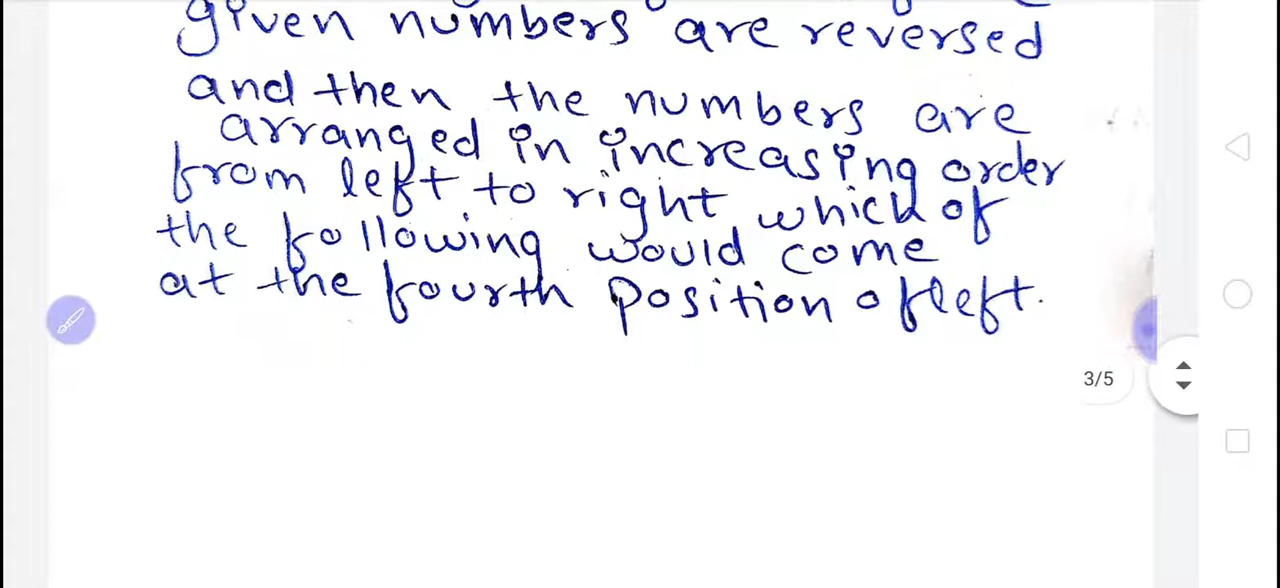 given numbers are reversed
and then the numbers are
arranged in increasing order
from left to right which of
the following would come
at the fourth position of left.
3/5